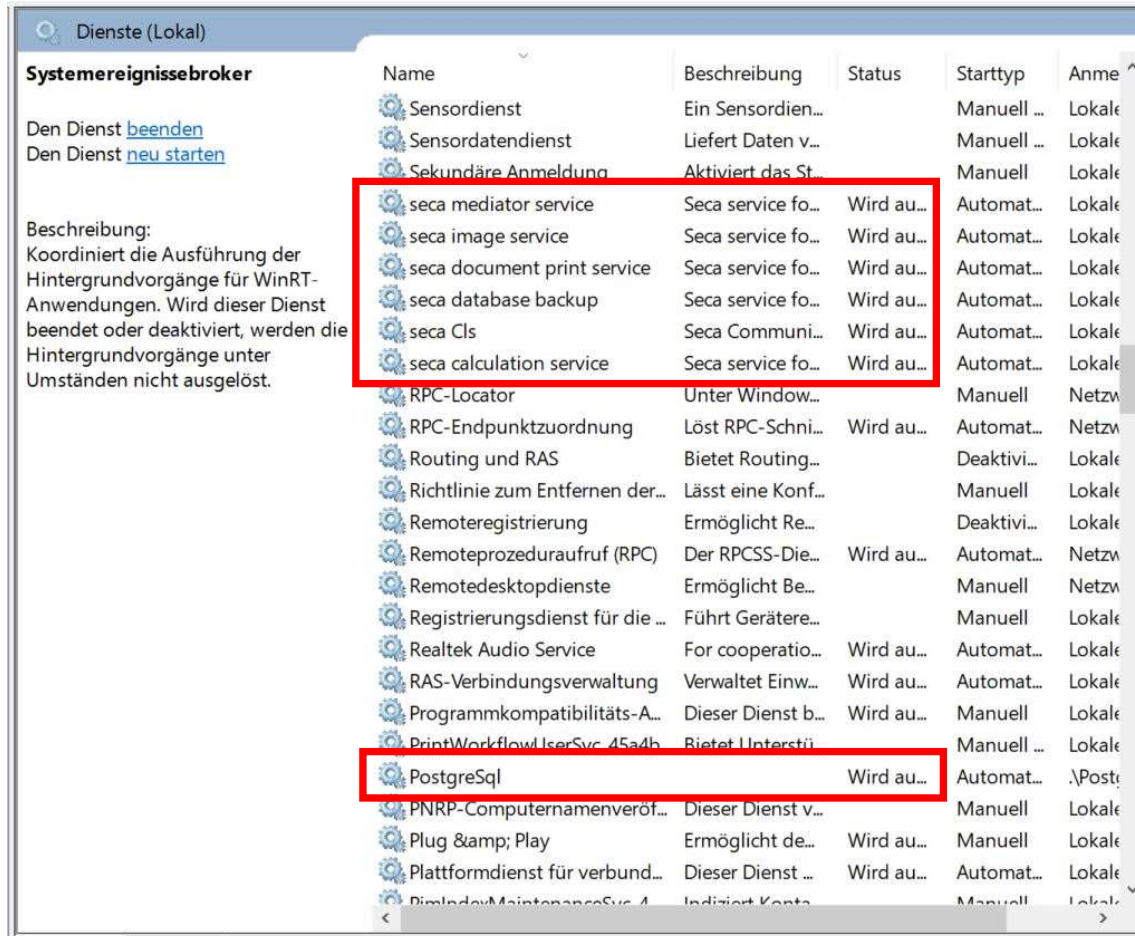 Dienste (Lokal)
Systemereignissebroker
Den Dienst beenden
Den Dienst neu starten
Beschreibung:
Koordiniert die Ausführung der
Hintergrundvorgänge für WinRT-
Anwendungen. Wird dieser Dienst
beendet oder deaktiviert, werden die
Hintergrundvorgänge unter
Umständen nicht ausgelöst.
Name Beschreibung Status Starttyp Anme
Sensordienst Ein Sensordien... Manuell ... Lokale
Sensordatendienst Liefert Daten v... Manuell ... Lokale
Sekundäre Anmeldung Aktiviert das St... Manuell Lokale
seca mediator service Seca service fo... Wird au... Automat... Lokale
seca image service Seca service fo... Wird au... Automat... Lokale
seca document print service Seca service fo... Wird au... Automat... Lokale
seca database backup Seca service fo... Wird au... Automat... Lokale
seca Cls Seca Communi... Wird au... Automat... Lokale
seca calculation service Seca service fo... Wird au... Automat... Lokale
RPC-Locator Unter Window... Manuell Netzw
RPC-Endpunktzuordnung Löst RPC-Schni... Wird au... Automat... Netzw
Routing und RAS Bietet Routing... Deaktivi... Lokale
Richtlinie zum Entfernen der... Lässt eine Konf... Manuell Lokale
Remoteregistrierung Ermöglicht Re... Deaktivi... Lokale
Remoteprozeduraufruf (RPC) Der RPCSS-Die... Wird au... Automat... Netzw
Remotedesktopdienste Ermöglicht Be... Manuell Netzw
Registrierungsdienst für die ... Führt Gerätere... Manuell Lokale
Realtek Audio Service For cooperatio... Wird au... Automat... Lokale
RAS-Verbindungsverwaltung Verwaltet Einw... Wird au... Automat... Lokale
Programmkompatibilitäts-A... Dieser Dienst b... Wird au... Manuell Lokale
PrintWorkflowUserSvc_45a4b Bietet Unterstü Manuell ... Lokale
PostgreSql Wird au... Automat... .\Postg
PNRP-Computernamenveröf... Dieser Dienst v... Manuell Lokale
Plug &amp; Play Ermöglicht de... Wird au... Manuell Lokale
Plattformdienst für verbund... Dieser Dienst ... Wird au... Automat... Lokale
PimIndexMaintenanceSvc_4 Indiziert Konta Manuell Lokale